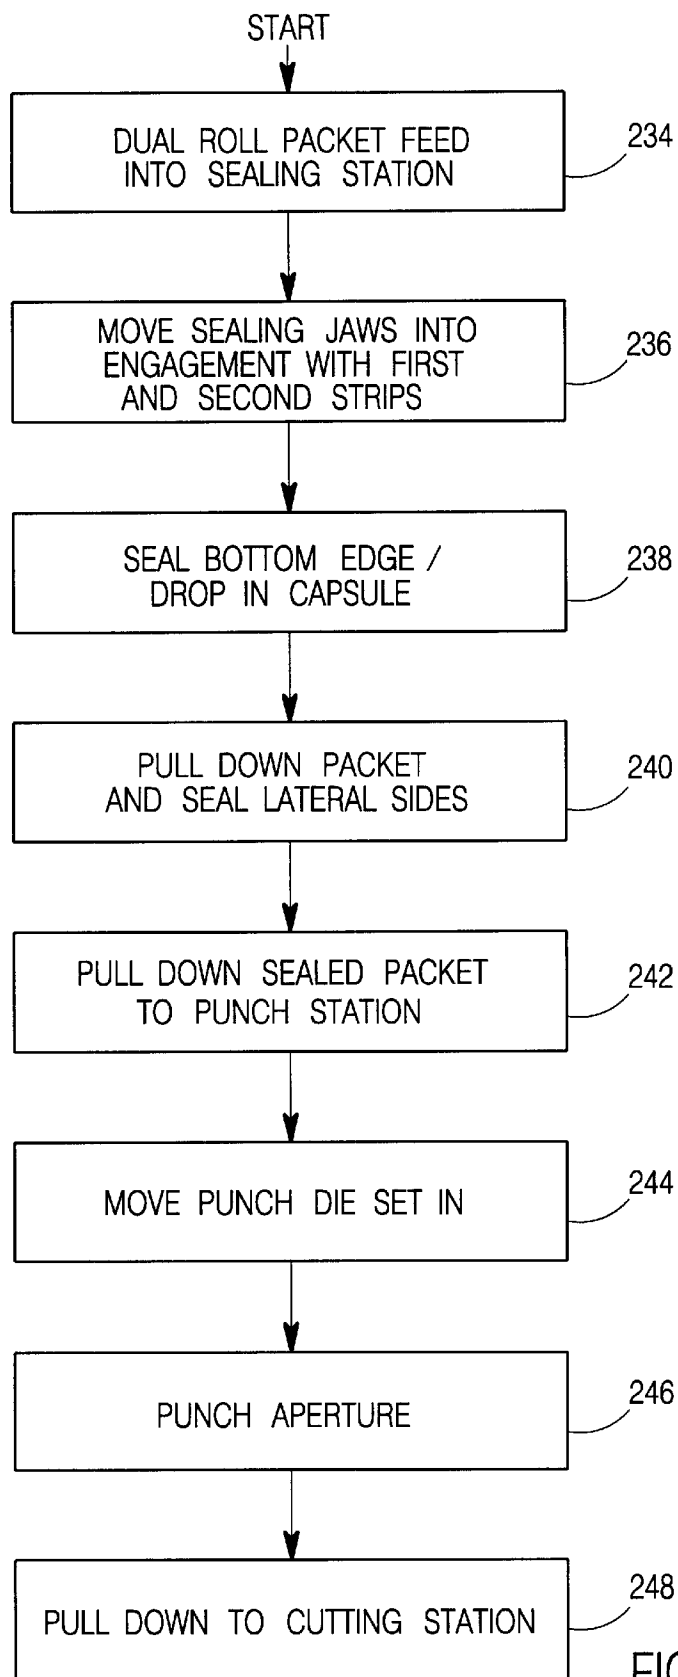 START
DUAL ROLL PACKET FEED
INTO SEALING STATION
234
MOVE SEALING JAWS INTO
ENGAGEMENT WITH FIRST
AND SECOND STRIPS
236
SEAL BOTTOM EDGE /
DROP IN CAPSULE
238
PULL DOWN PACKET
AND SEAL LATERAL SIDES
240
PULL DOWN SEALED PACKET
TO PUNCH STATION
242
MOVE PUNCH DIE SET IN
244
PUNCH APERTURE
246
PULL DOWN TO CUTTING STATION
248